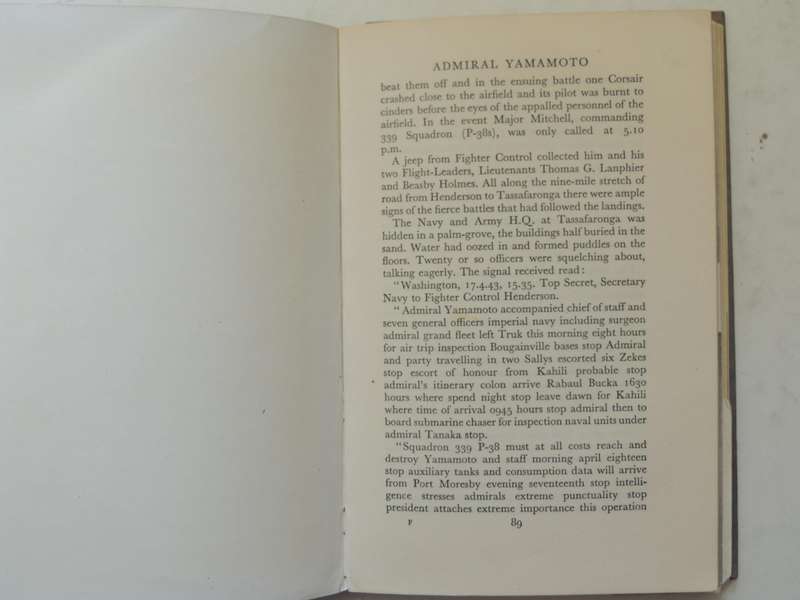 ADMIRAL YAMAMOTO
beat them off and in the ensuing battle one Corsair
crashed close to the airfield and its pilot was burnt to
cinders before the eyes of the appalled personnel of the
airfield. In the event Major Mitchell, commanding
339 Squadron (P-38s), was only called at 5.10
p.m.
A jeep from Fighter Control collected him and his
two Flight-Leaders, Lieutenants Thomas G. Lanphier
and Beasby Holmes. All along the nine-mile stretch of
road from Henderson to Tassafaronga there were ample
signs of the fierce battles that had followed the landings.
The Navy and Army H.Q. at Tassafaronga was
hidden in a palm-grove, the buildings half buried in the
sand. Water had oozed in and formed puddles on the
floors. Twenty or so officers were squelching about,
talking eagerly. The signal received read:
"Washington, 17.4.43, 15.35. Top Secret, Secretary
Navy to Fighter Control Henderson.
"Admiral Yamamoto accompanied chief of staff and
seven general officers imperial navy including surgeon
admiral grand fleet left Truk this morning eight hours
for air trip inspection Bougainville bases stop Admiral
and party travelling in two Sallys escorted six Zekes
stop escort of honour from Kahili probable stop
admiral's itinerary colon arrive Rabaul Bucka 1630
hours where spend night stop leave dawn for Kahili
where time of arrival 0945 hours stop admiral then to
board submarine chaser for inspection naval units under
admiral Tanaka stop.
"Squadron 339 P-38 must at all costs reach and
destroy Yamamoto and staff morning april eighteen
stop auxiliary tanks and consumption data will arrive
from Port Moresby evening seventeenth stop intelli-
gence stresses admirals extreme punctuality stop
president attaches extreme importance this operation
F 89